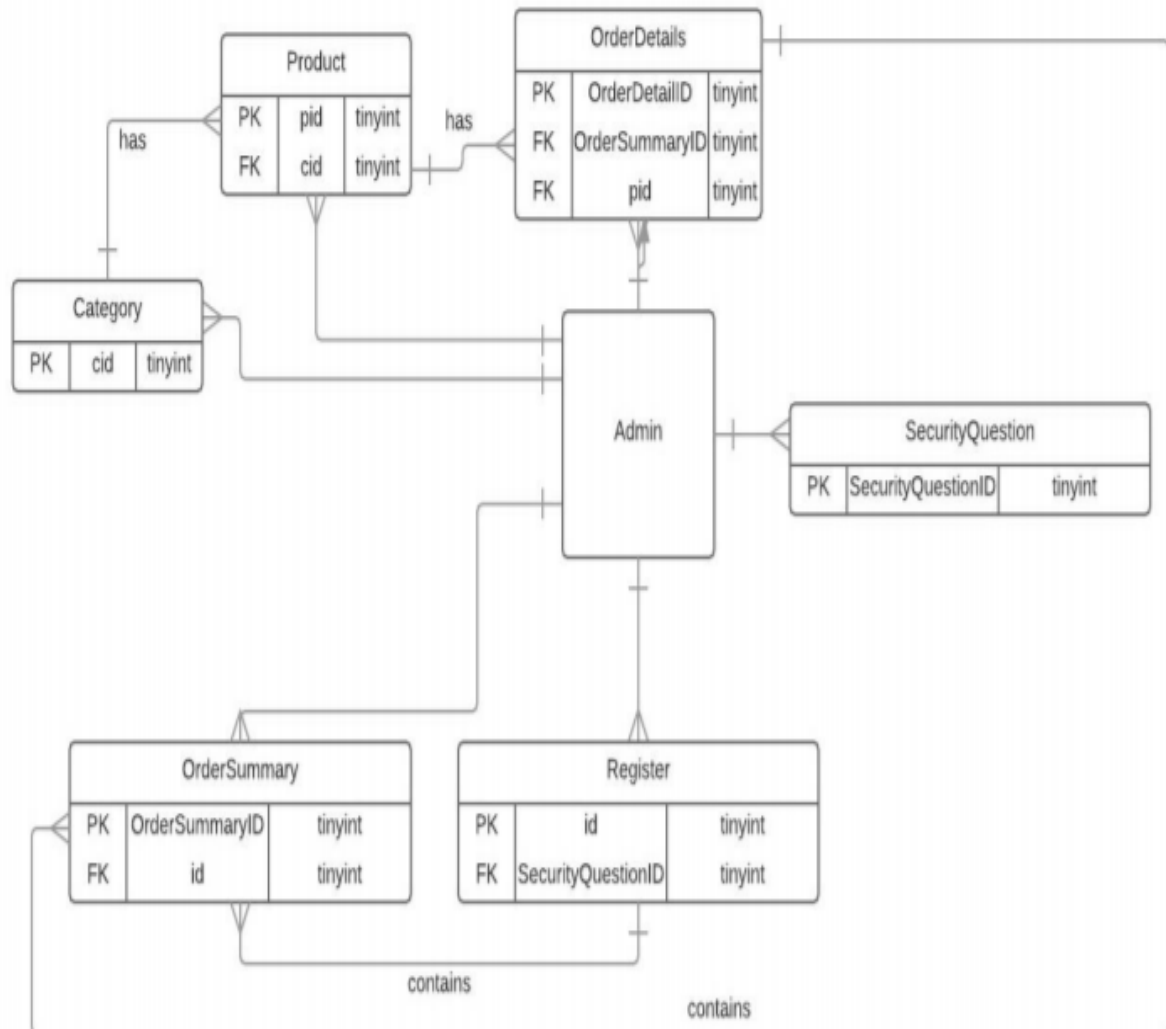 Product
PK pid tinyint
FK cid tinyint
has
has
OrderDetails
PK OrderDetailID tinyint
FK OrderSummaryID tinyint
FK pid tinyint
Category
PK cid tinyint
Admin
SecurityQuestion
PK SecurityQuestionID tinyint
OrderSummary
PK OrderSummaryID tinyint
FK id tinyint
Register
PK id tinyint
FK SecurityQuestionID tinyint
contains
contains